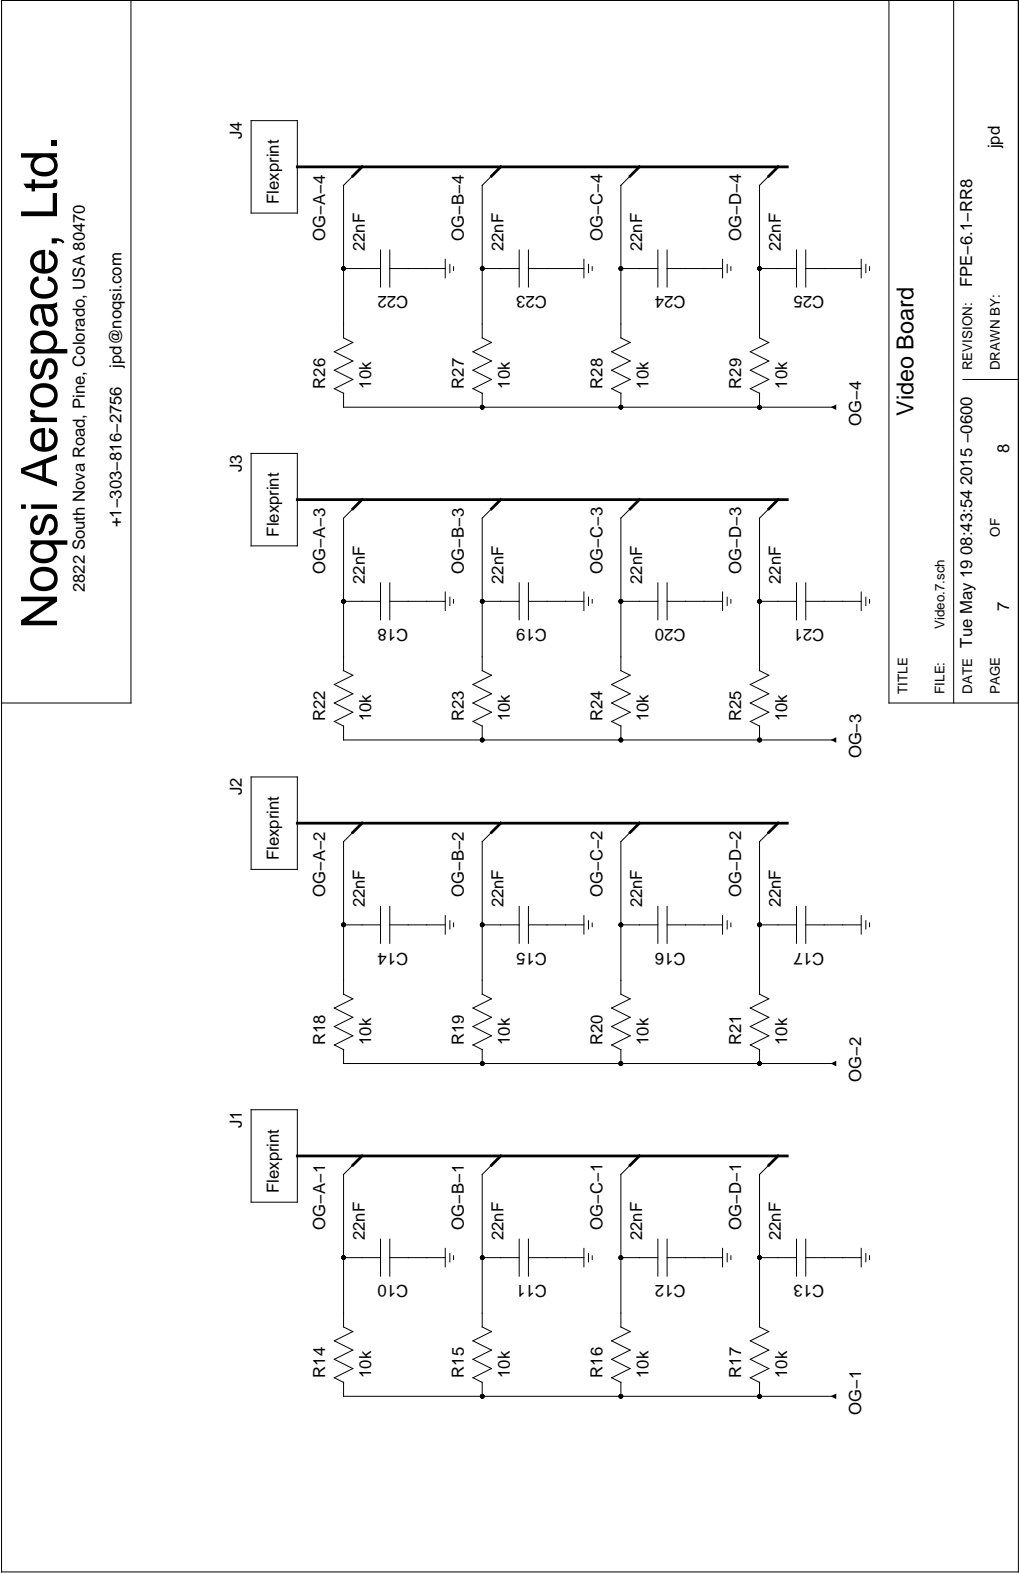 Noqsi Aerospace, Ltd.
2822 South Nova Road, Pine, Colorado, USA 80470
+1−303−816−2756 jpd@noqsi.com
J1
Flexprint
OG−A−1
22nF
C10
R14
10k
OG−B−1
22nF
C11
R15
10k
OG−C−1
22nF
C12
R16
10k
OG−D−1
22nF
C13
R17
10k
OG−1
J2
Flexprint
OG−A−2
22nF
C14
R18
10k
OG−B−2
22nF
C15
R19
10k
OG−C−2
22nF
C16
R20
10k
OG−D−2
22nF
C17
R21
10k
OG−2
J3
Flexprint
OG−A−3
22nF
C18
R22
10k
OG−B−3
22nF
C19
R23
10k
OG−C−3
22nF
C20
R24
10k
OG−D−3
22nF
C21
R25
10k
OG−3
J4
Flexprint
OG−A−4
22nF
C22
R26
10k
OG−B−4
22nF
C23
R27
10k
OG−C−4
22nF
C24
R28
10k
OG−D−4
22nF
C25
R29
10k
OG−4
TITLE
Video Board
FILE: Video.7.sch
DATE Tue May 19 08:43:54 2015 −0600 REVISION: FPE−6.1−RR8
PAGE 7 OF 8 DRAWN BY: jpd